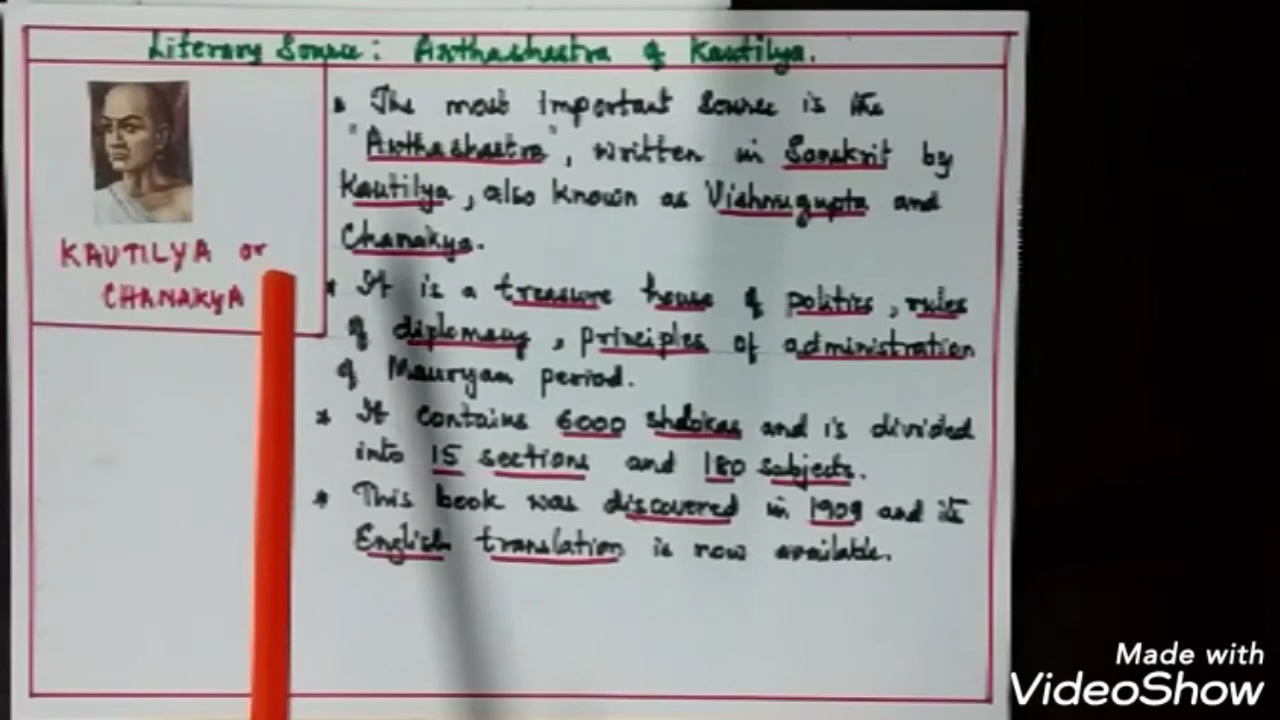 Literary Source: Arthashastra of Kautilya.
KAUTILYA or
CHANAKYA
• The most important source is the
"Arthashastra", written in Sanskrit by
Kautilya, also known as Vishnugupta and
Chanakya.
* It is a treasure house of politics, rules
of diplomacy, principles of administration
of Mauryan period.
* It contains 6000 shlokas and is divided
into 15 sections and 180 subjects.
* This book was discovered in 1909 and its
English translation is now available.
Made with
VideoShow